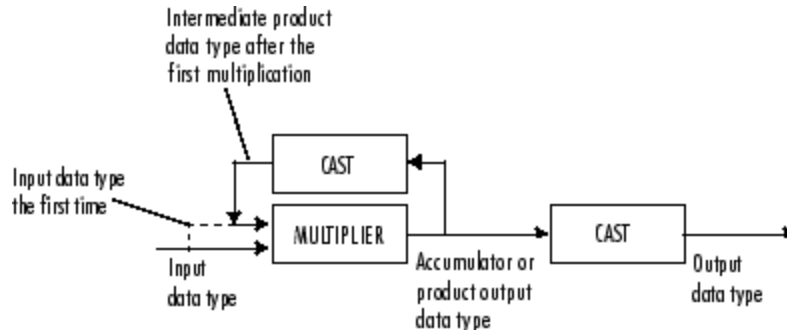 Intermediate product
data type after the
first multiplication
CAST
Input data type
the first time
MULTIPLIER
CAST
Input
data type
Accumulator or
product output
data type
Output
data type